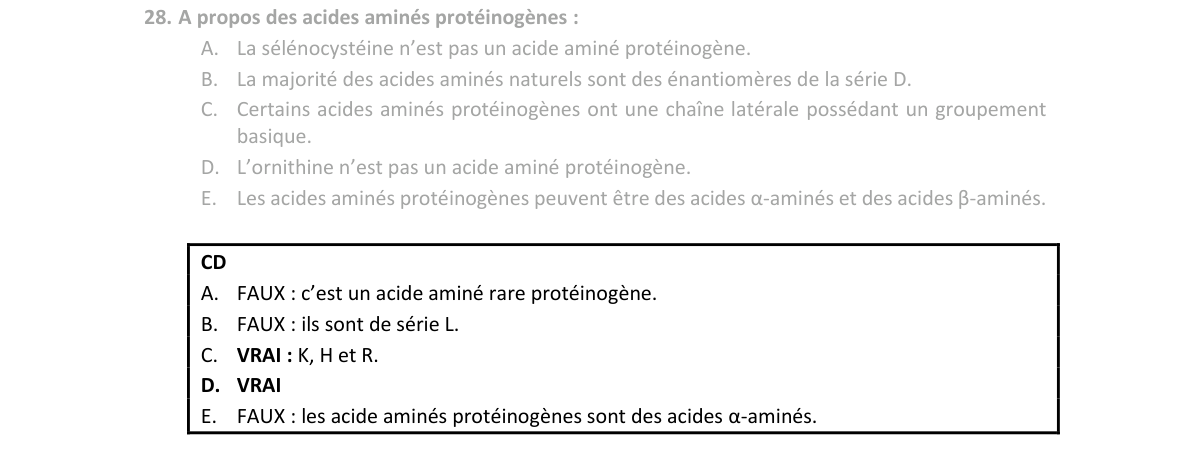 28. A propos des acides aminés protéinogènes :
A. La sélénocystéine n’est pas un acide aminé protéinogène.
B. La majorité des acides aminés naturels sont des énantiomères de la série D.
C. Certains acides aminés protéinogènes ont une chaîne latérale possédant un groupement
basique.
D. L’ornithine n’est pas un acide aminé protéinogène.
E. Les acides aminés protéinogènes peuvent être des acides α-aminés et des acides β-aminés.
CD
A. FAUX : c’est un acide aminé rare protéinogène.
B. FAUX : ils sont de série L.
C. VRAI : K, H et R.
D. VRAI
E. FAUX : les acide aminés protéinogènes sont des acides α-aminés.